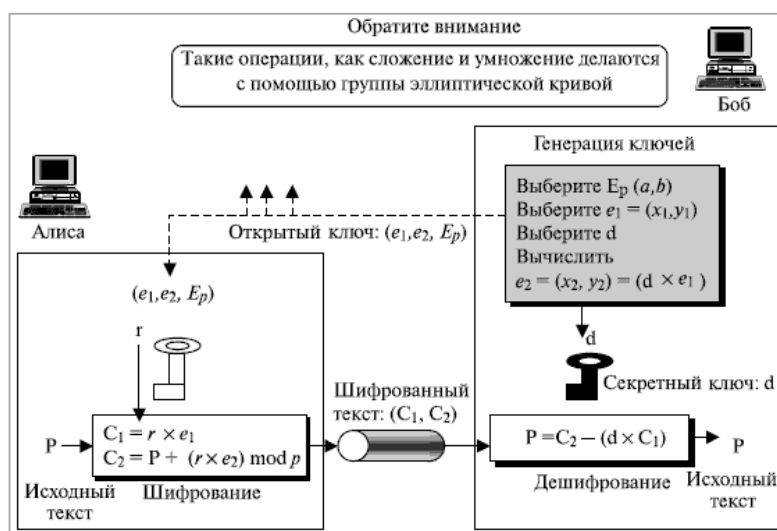 Обратите внимание
Такие операции, как сложение и умножение делаются
с помощью группы эллиптической кривой
Боб
Генерация ключей
Выберите Eₚ (a,b)
Выберите e₁ = (x₁,y₁)
Выберите d
Вычислить
e₂ = (x₂, y₂) = (d × e₁)
Алиса
Открытый ключ: (e₁,e₂, Eₚ)
(e₁,e₂, Eₚ)
r
d
Секретный ключ: d
Шифрованный
текст: (C₁, C₂)
P
C₁ = r × e₁
C₂ = P + (r × e₂) mod p
P =C₂ – (d × C₁)
P
Исходный
текст
Шифрование
Дешифрование
Исходный
текст